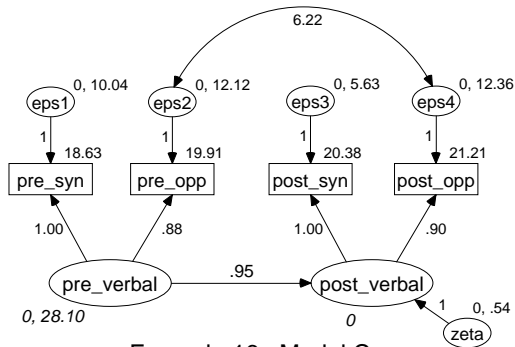 6.22
0, 10.04
0, 12.12
0, 5.63
0, 12.36
eps1
eps2
eps3
eps4
1
1
1
1
18.63
19.91
20.38
21.21
pre_syn
pre_opp
post_syn
post_opp
1.00
.88
1.00
.90
pre_verbal
.95
post_verbal
0, 28.10
0
1
0, .54
zeta